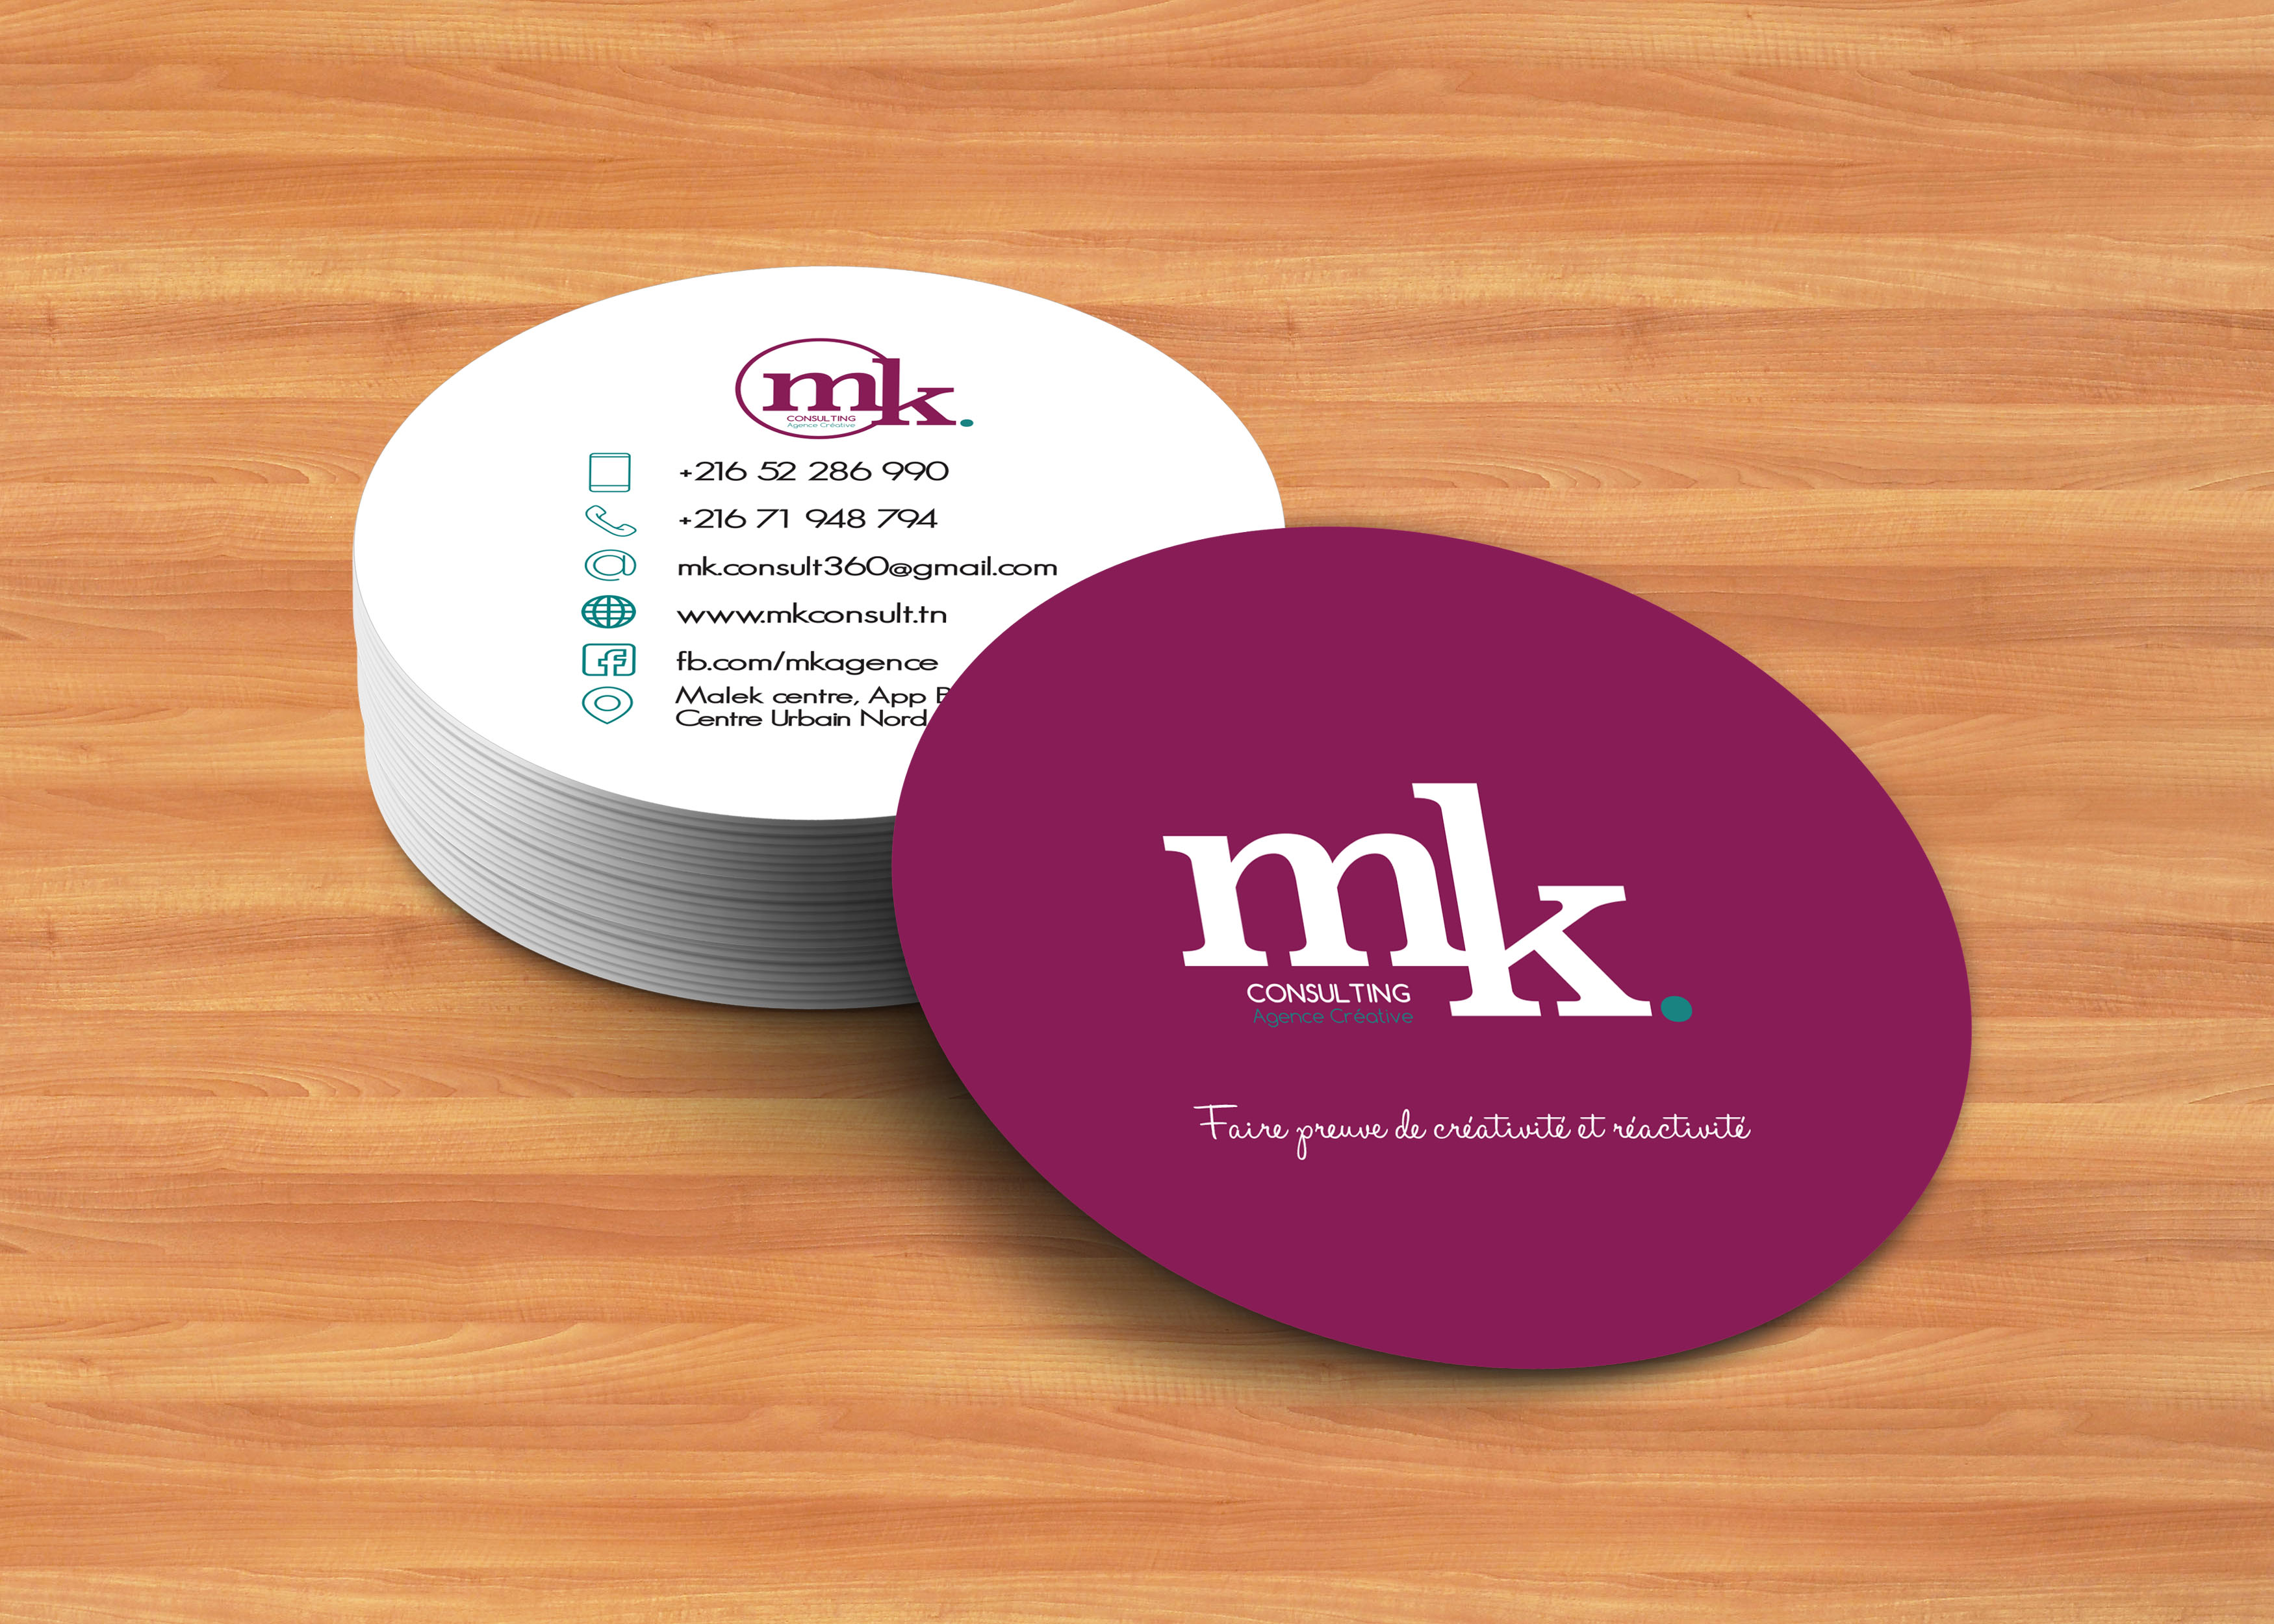 mk.
CONSULTING
Agence Créative
+216 52 286 990
+216 71 948 794
mk.consult360@gmail.com
www.mkconsult.tn
fb.com/mkagence
Malek centre, App
Centre Urbain Nord
mk.
CONSULTING
Agence Créative
Faire preuve de créativité et réactivité